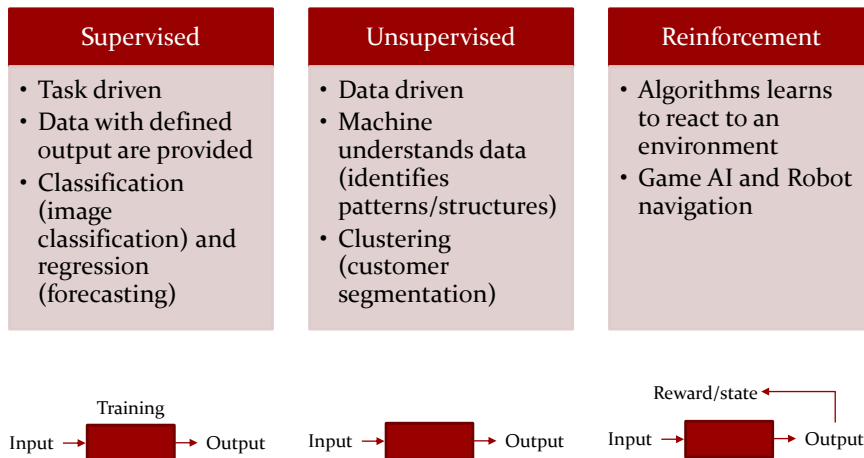 Supervised
• Task driven
• Data with defined
output are provided
• Classification
(image
classification) and
regression
(forecasting)
Unsupervised
• Data driven
• Machine
understands data
(identifies
patterns/structures)
• Clustering
(customer
segmentation)
Reinforcement
• Algorithms learns
to react to an
environment
• Game AI and Robot
navigation
Training
Input
Output
Input
Output
Reward/state
Input
Output